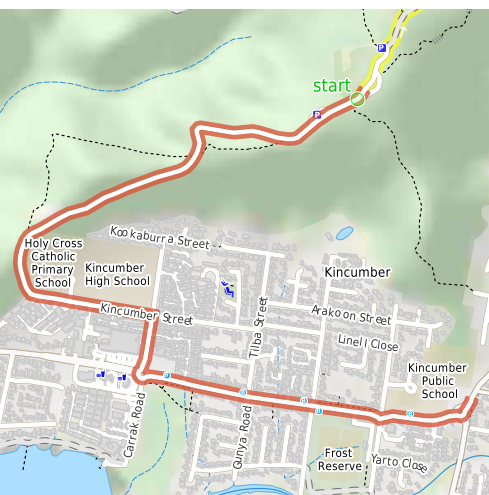 P
start
P
Kookaburra Street
Holy Cross
Catholic
Primary
School
Kincumber
High School
Kincumber
Kincumber Street
Arakoon Street
Tilba Street
Linell Close
Kincumber
Public
School
Carrak Road
Gunya Road
Frost
Reserve
Yarto Close